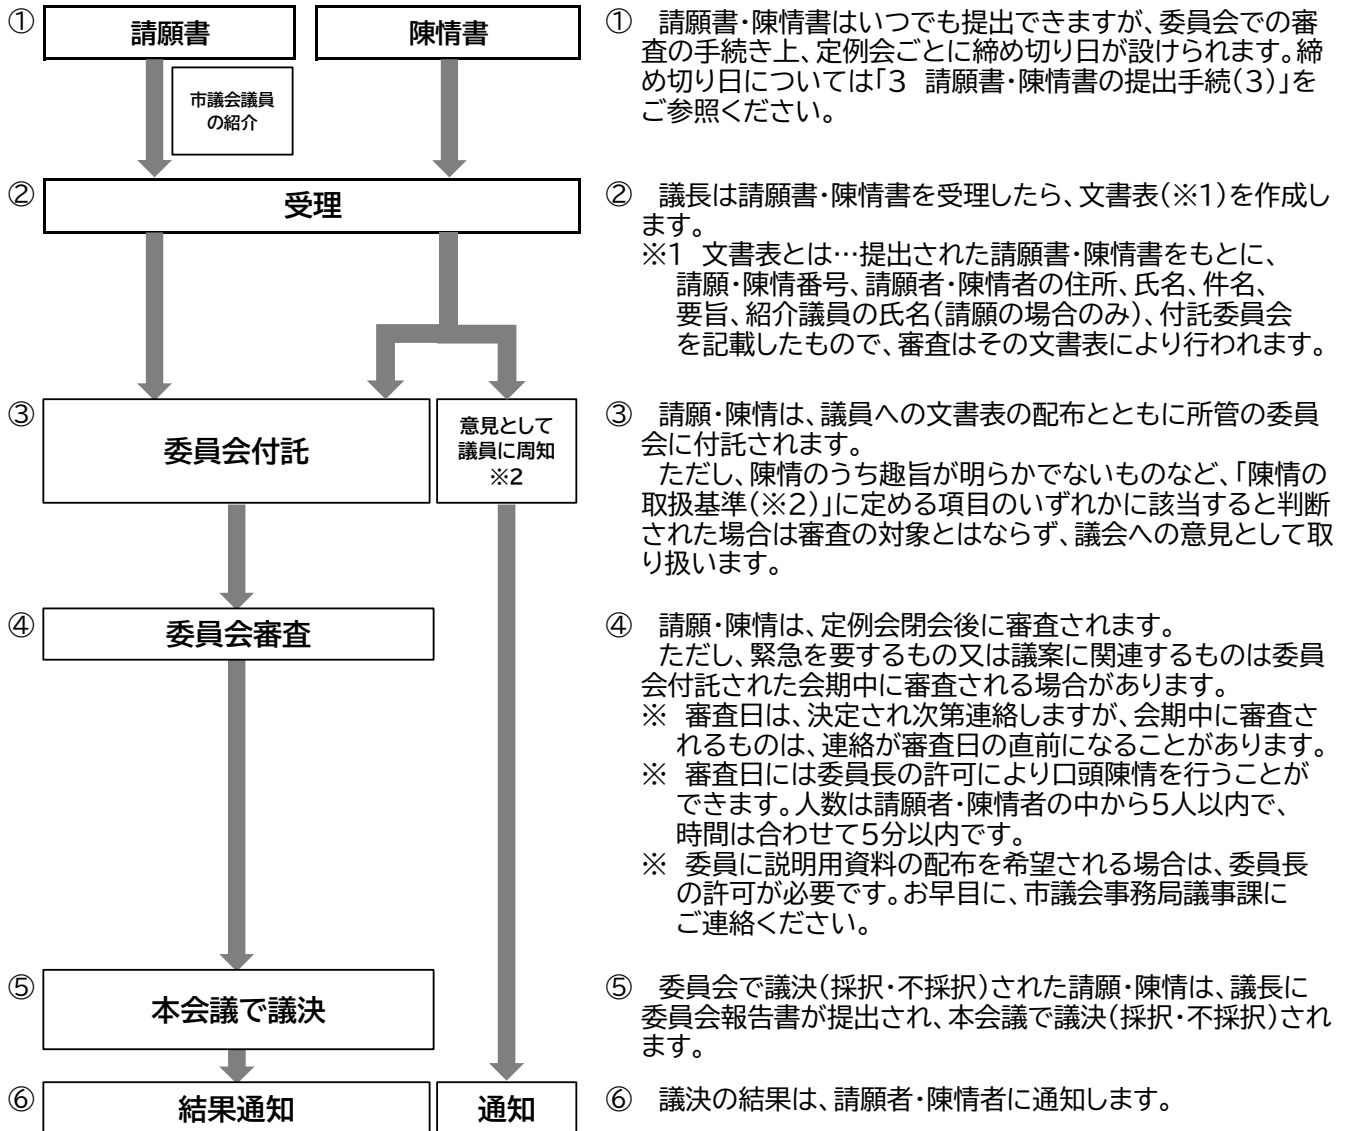 ①
請願書
陳情書
市議会議員
の紹介
① 請願書・陳情書はいつでも提出できますが、委員会での審
査の手続き上、定例会ごとに締め切り日が設けられます。締
め切り日については「3 請願書・陳情書の提出手続(3)」を
ご参照ください。
②
受理
② 議長は請願書・陳情書を受理したら、文書表(※1)を作成し
ます。
※1 文書表とは…提出された請願書・陳情書をもとに、
請願・陳情番号、請願者・陳情者の住所、氏名、件名、
要旨、紹介議員の氏名(請願の場合のみ)、付託委員会
を記載したもので、審査はその文書表により行われます。
③
委員会付託
意見として
議員に周知
※2
③ 請願・陳情は、議員への文書表の配布とともに所管の委員
会に付託されます。
ただし、陳情のうち趣旨が明らかでないものなど、「陳情の
取扱基準(※2)」に定める項目のいずれかに該当すると判断
された場合は審査の対象とはならず、議会への意見として取
り扱います。
④
委員会審査
④ 請願・陳情は、定例会閉会後に審査されます。
ただし、緊急を要するもの又は議案に関連するものは委員
会付託された会期中に審査される場合があります。
※ 審査日は、決定され次第連絡しますが、会期中に審査さ
れるものは、連絡が審査日の直前になることがあります。
※ 審査日には委員長の許可により口頭陳情を行うことが
できます。人数は請願者・陳情者の中から5人以内で、
時間は合わせて5分以内です。
※ 委員に説明用資料の配布を希望される場合は、委員長
の許可が必要です。お早目に、市議会事務局議事課に
ご連絡ください。
⑤
本会議で議決
⑤ 委員会で議決(採択・不採択)された請願・陳情は、議長に
委員会報告書が提出され、本会議で議決(採択・不採択)され
ます。
⑥
結果通知
通知
⑥ 議決の結果は、請願者・陳情者に通知します。